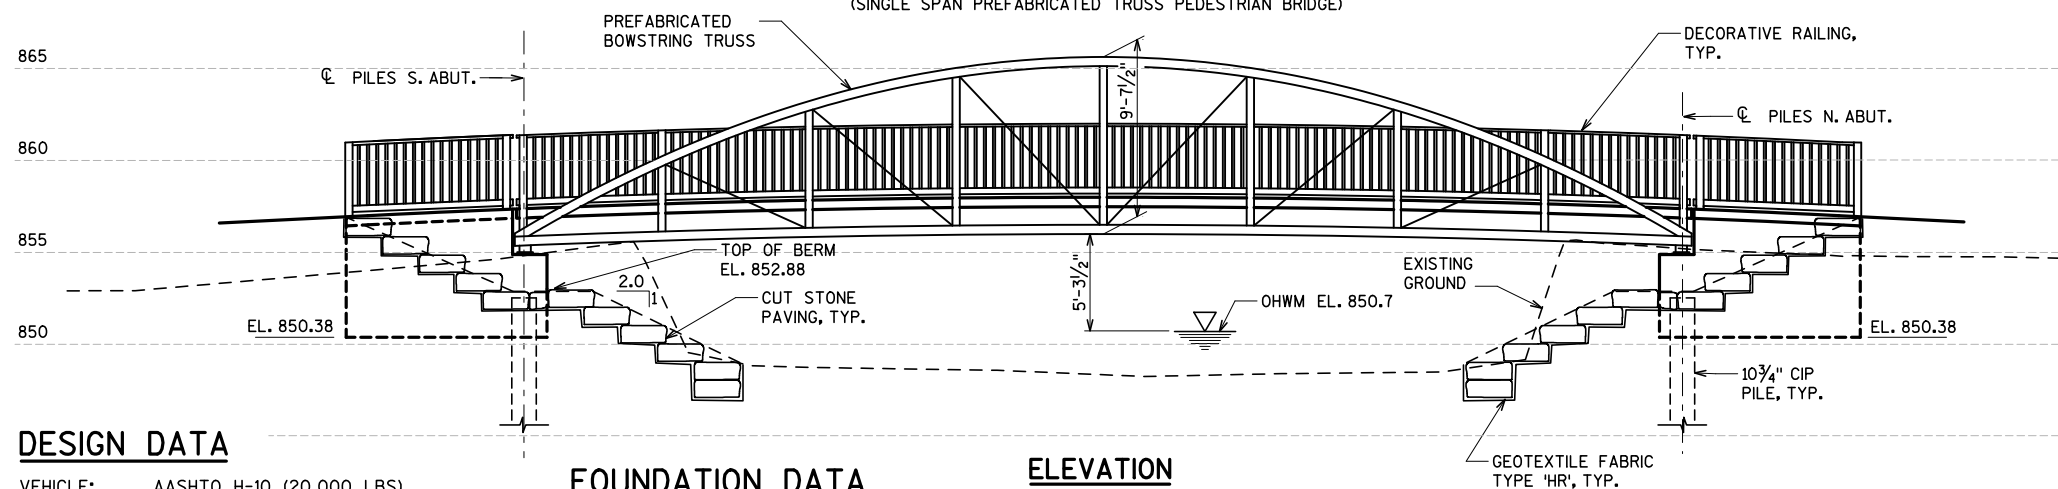 (SINGLE SPAN PREFABRICATED TRUSS PEDESTRIAN BRIDGE)
PREFABRICATED
BOWSTRING TRUSS
DECORATIVE RAILING,
TYP.
865
℄ PILES S. ABUT.
9'-7½"
℄ PILES N. ABUT.
860
855
TOP OF BERM
EL. 852.88
2.0
1
CUT STONE
PAVING, TYP.
5'-3½"
EXISTING
GROUND
OHWM EL. 850.7
850
EL. 850.38
EL. 850.38
10¾" CIP
PILE, TYP.
GEOTEXTILE FABRIC
TYPE 'HR', TYP.
ELEVATION
DESIGN DATA
VEHICLE: AASHTO H-10 (20,000 LBS)
FOUNDATION DATA